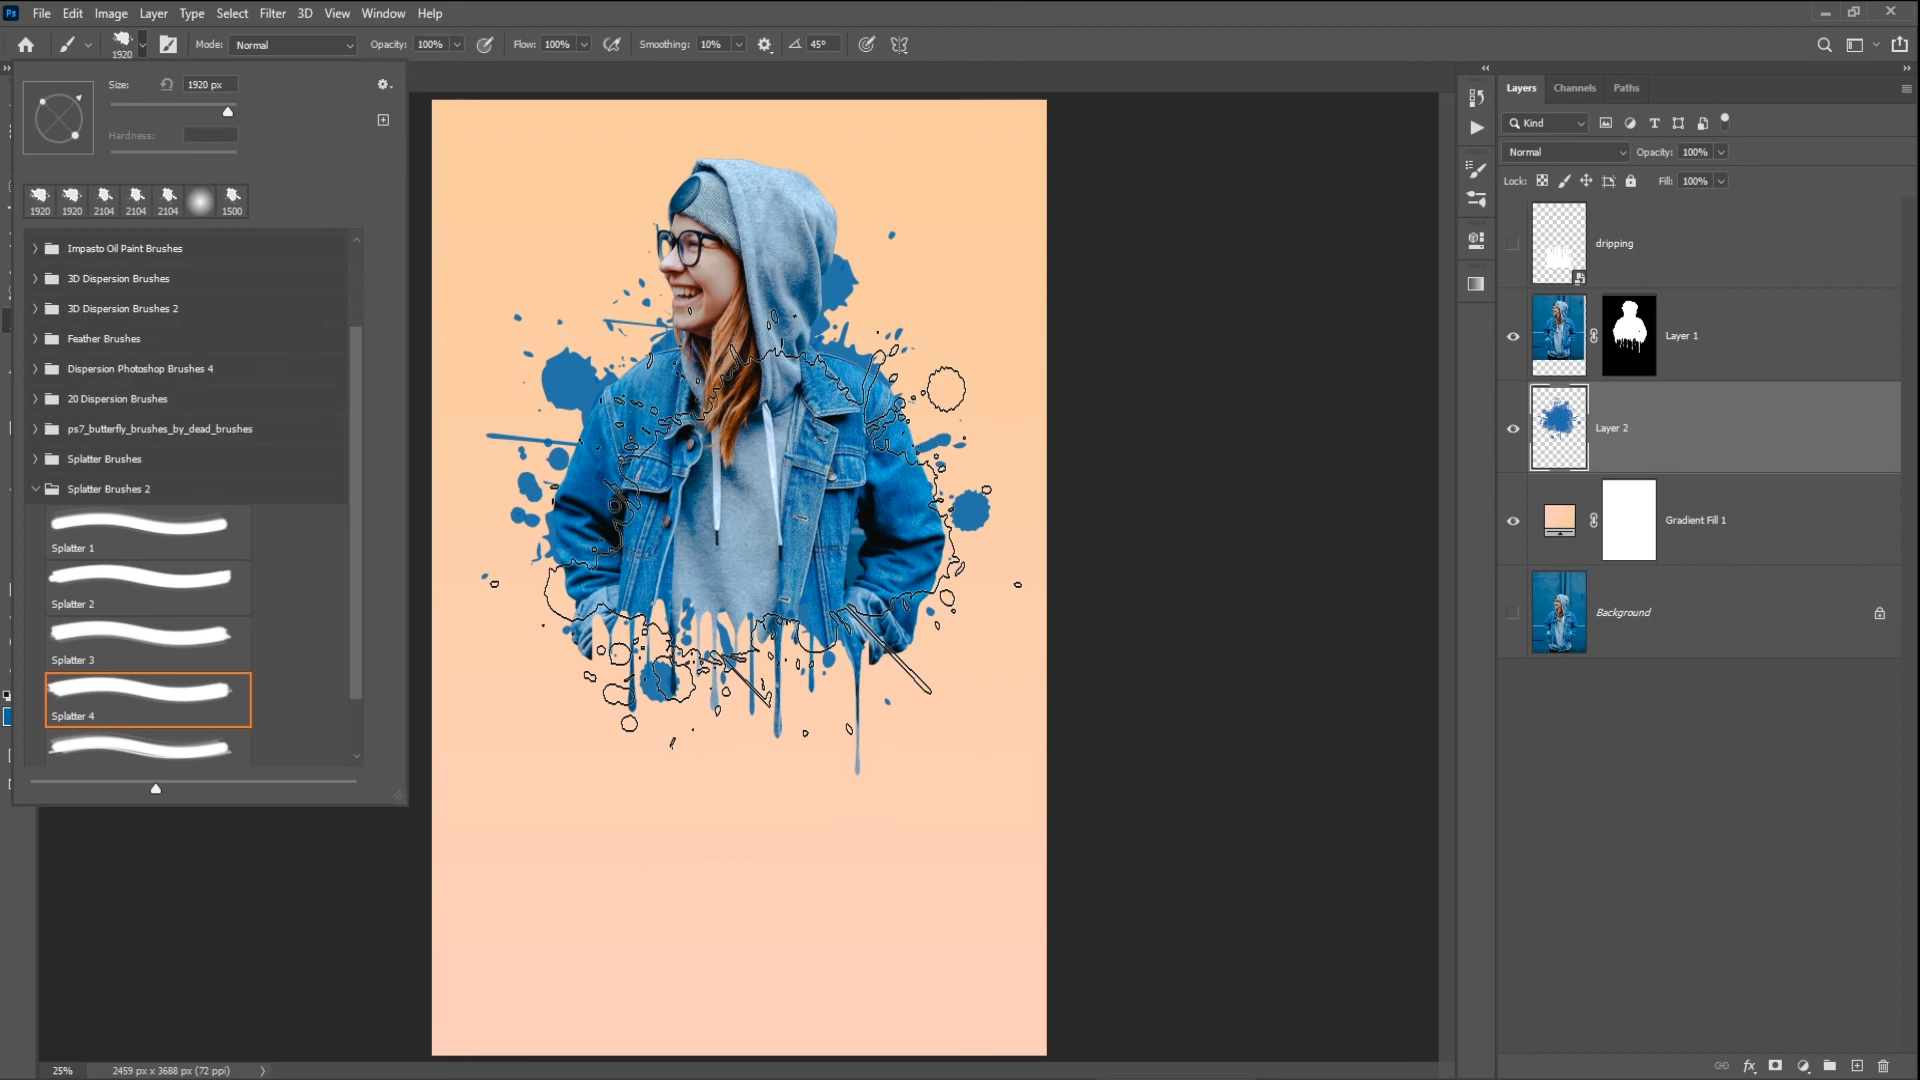 Ps File Edit Image Layer Type Select Filter 3D View Window Help
1920 Mode: Normal Opacity: 100% Flow: 100% Smoothing: 10% 45°
Size: 1920 px
Hardness:
1920 1920 2104 2104 2104 1500
Impasto Oil Paint Brushes
3D Dispersion Brushes
3D Dispersion Brushes 2
Feather Brushes
Dispersion Photoshop Brushes 4
20 Dispersion Brushes
ps7_butterfly_brushes_by_dead_brushes
Splatter Brushes
Splatter Brushes 2
Splatter 1
Splatter 2
Splatter 3
Splatter 4
25% 2459 px x 3688 px (72 ppi)
Layers Channels Paths
Kind
Normal Opacity: 100%
Lock: Fill: 100%
dripping
Layer 1
Layer 2
Gradient Fill 1
Background
fx